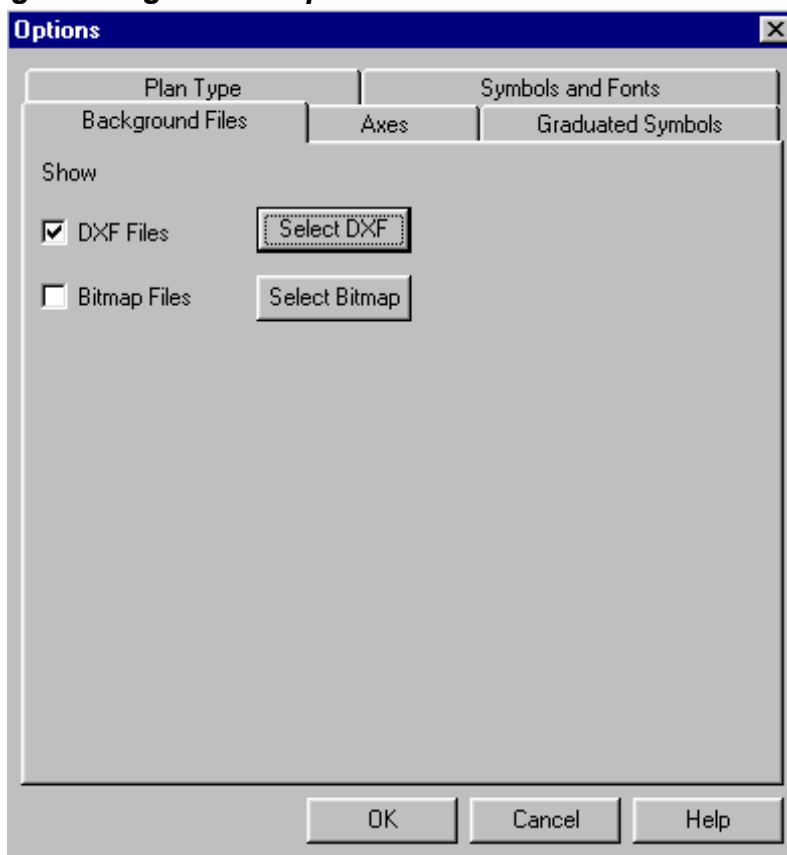 Options
Plan Type Symbols and Fonts
Background Files Axes Graduated Symbols
Show
DXF Files Select DXF
Bitmap Files Select Bitmap
OK Cancel Help